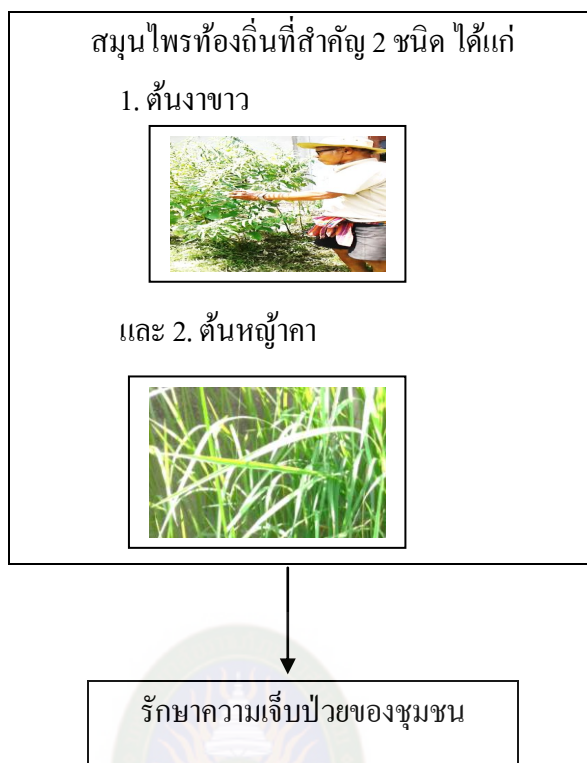 สมุนไพรท้องถิ่นที่สำคัญ 2 ชนิด ได้แก่
1. ต้นงาขาว
และ 2. ต้นหญ้าคา
รักษาความเจ็บป่วยของชุมชน